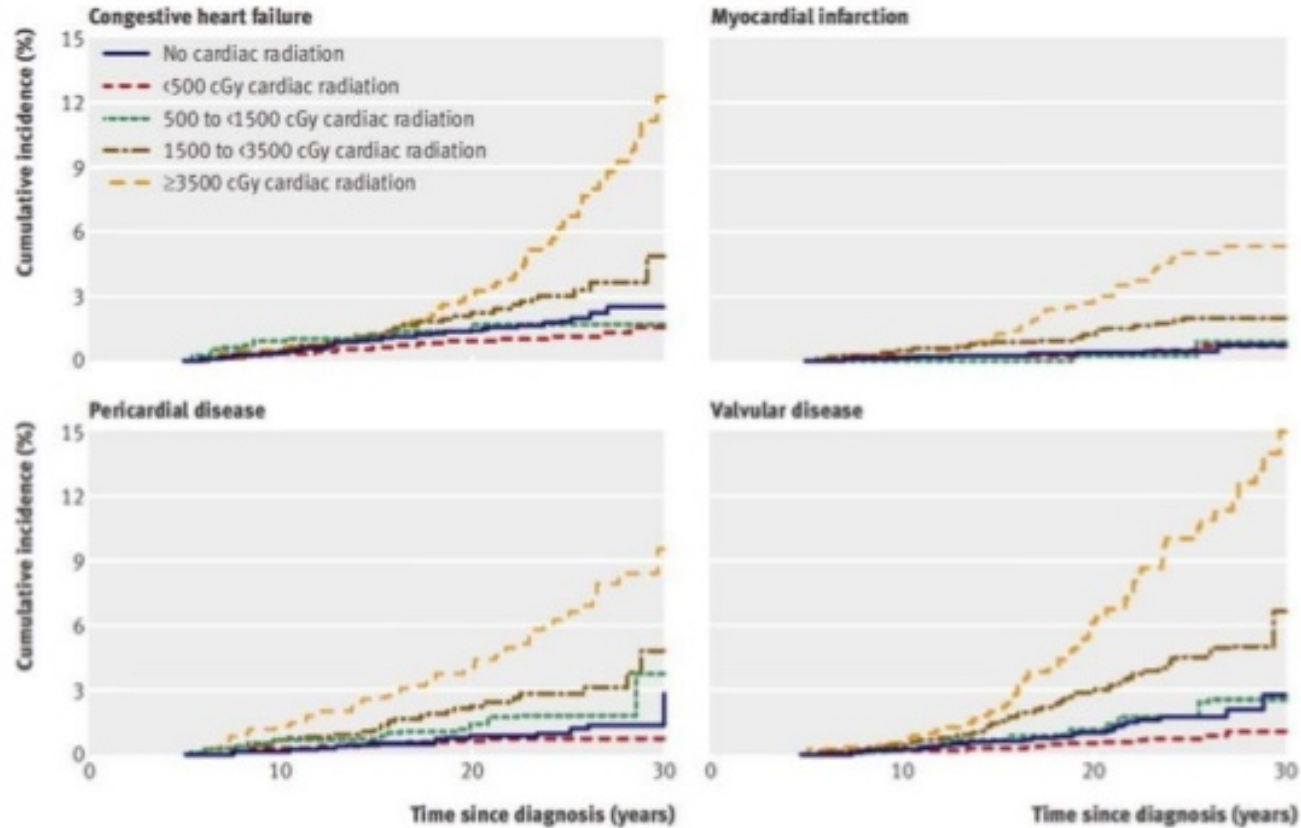 Congestive heart failure
Cumulative incidence (%)
15
12
9
6
3
0
No cardiac radiation
<500 cGy cardiac radiation
500 to <1500 cGy cardiac radiation
1500 to <3500 cGy cardiac radiation
≥3500 cGy cardiac radiation
Myocardial infarction
Pericardial disease
Cumulative incidence (%)
15
12
9
6
3
0
0 10 20 30
Time since diagnosis (years)
Valvular disease
0 10 20 30
Time since diagnosis (years)